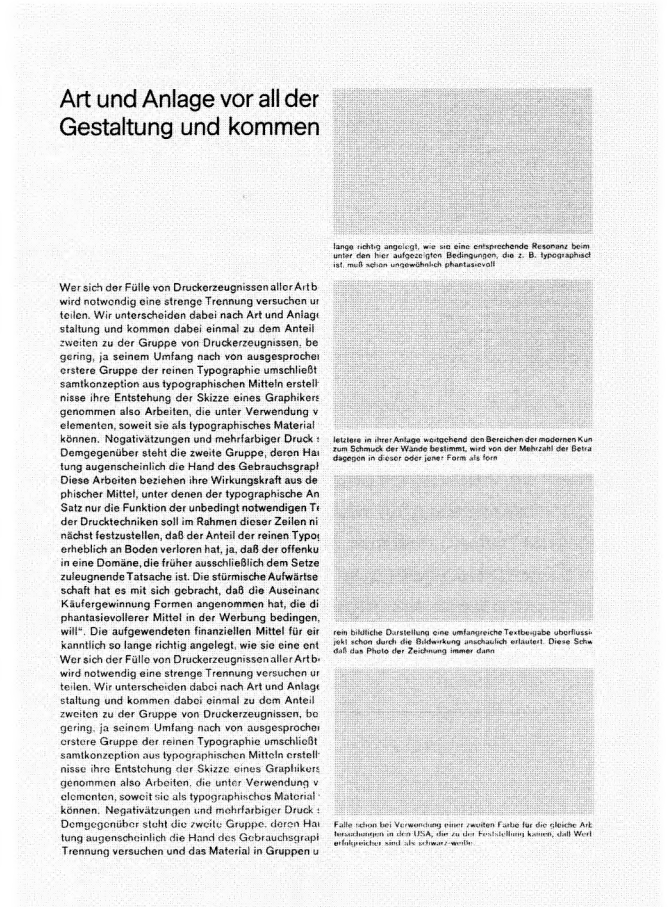 Art und Anlage vor all der
Gestaltung und kommen
Wer sich der Fülle von Druckerzeugnissen aller Art b
wird notwendig eine strenge Trennung versuchen ur
teilen. Wir unterscheiden dabei nach Art und Anlage
staltung und kommen dabei einmal zu dem Anteil
zweiten zu der Gruppe von Druckerzeugnissen, be
gering, ja seinem Umfang nach von ausgesprochen
erstere Gruppe der reinen Typographie umschließt
samtkonzeption aus typographischen Mitteln erstell
nisse ihre Entstehung der Skizze eines Graphikers
genommen also Arbeiten, die unter Verwendung v
elementen, soweit sie als typographisches Material
können. Negativätzungen und mehrfarbiger Druck
Demgegenüber steht die zweite Gruppe, deren Hau
tung augenscheinlich die Hand des Gebrauchsgrapl
Diese Arbeiten beziehen ihre Wirkungskraft aus de
phischer Mittel, unter denen der typographische An
Satz nur die Funktion der unbedingt notwendigen Te
der Drucktechniken soll im Rahmen dieser Zeilen ni
nächst festzustellen, daß der Anteil der reinen Typog
erheblich an Boden verloren hat, ja, daß der offenku
in eine Domäne, die früher ausschließlich dem Setze
zuleugnende Tatsache ist. Die stürmische Aufwärtse
schaft hat es mit sich gebracht, daß die Auseinanc
Käufergewinnung Formen angenommen hat, die di
phantasievollerer Mittel in der Werbung bedingen,
will“. Die aufgewendeten finanziellen Mittel für eir
kanntlich so lange richtig angelegt, wie sie eine ent
Wer sich der Fülle von Druckerzeugnissen aller Art b
wird notwendig eine strenge Trennung versuchen ur
teilen. Wir unterscheiden dabei nach Art und Anlage
staltung und kommen dabei einmal zu dem Anteil
zweiten zu der Gruppe von Druckerzeugnissen, be
gering, ja seinem Umfang nach von ausgesprochen
erstere Gruppe der reinen Typographie umschließt
samtkonzeption aus typographischen Mitteln erstell
nisse ihre Entstehung der Skizze eines Graphikers
genommen also Arbeiten, die unter Verwendung v
elementen, soweit sie als typographisches Material
können. Negativätzungen und mehrfarbiger Druck
Demgegenüber steht die zweite Gruppe, deren Hau
tung augenscheinlich die Hand des Gebrauchsgrapl
Trennung versuchen und das Material in Gruppen u
lange richtig angelegt, wie sie eine entsprechende Resonanz beim
unter den hier aufgezeigten Bedingungen, die z. B. typographiscl
ist, muß schon ungewöhnlich phantasievoll
letztere in ihrer Anlage weitgehend den Bereichen der modernen Kun
zum Schmuck der Wände bestimmt, wird von der Mehrzahl der Betra
dagegen in dieser oder jener Form als fern
rein bildliche Darstellung eine umfangreiche Textbeigabe überflussi
jekt schon durch die Bildwirkung anschaulich erläutert. Diese Schw
daß das Photo der Zeichnung immer dann
Falle schon bei Verwendung einer zweiten Farbe für die gleiche Arb
tersuchungen in den USA, die zu der Feststellung kamen, daß Werl
erfolgreicher sind als schwarz-weiße.